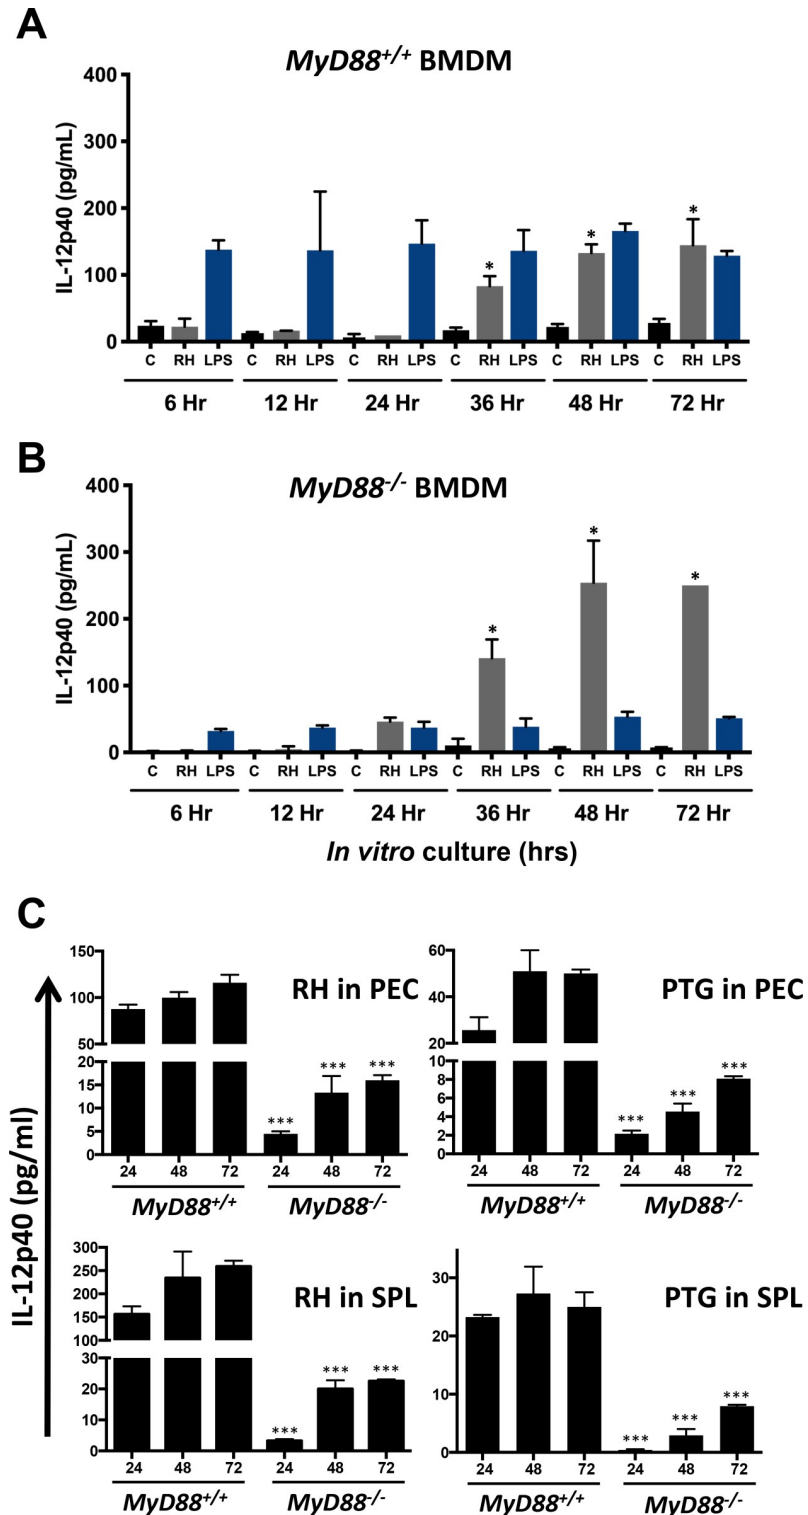 A
MyD88+/+ BMDM
IL-12p40 (pg/mL)
400
300
200
100
0
* * *
C RH LPS C RH LPS C RH LPS C RH LPS C RH LPS C RH LPS
6 Hr 12 Hr 24 Hr 36 Hr 48 Hr 72 Hr
B
MyD88-/- BMDM
IL-12p40 (pg/mL)
400
300
200
100
0
* * *
C RH LPS C RH LPS C RH LPS C RH LPS C RH LPS C RH LPS
6 Hr 12 Hr 24 Hr 36 Hr 48 Hr 72 Hr
In vitro culture (hrs)
C
IL-12p40 (pg/ml)
RH in PEC
150
100
50
20
15
10
5
0
*** *** ***
24 48 72 24 48 72
MyD88+/+ MyD88-/-
PTG in PEC
60
40
20
10
8
6
4
2
0
*** *** ***
24 48 72 24 48 72
MyD88+/+ MyD88-/-
RH in SPL
300
250
200
150
100
30
20
10
0
*** *** ***
24 48 72 24 48 72
MyD88+/+ MyD88-/-
PTG in SPL
30
20
10
0
*** *** ***
24 48 72 24 48 72
MyD88+/+ MyD88-/-